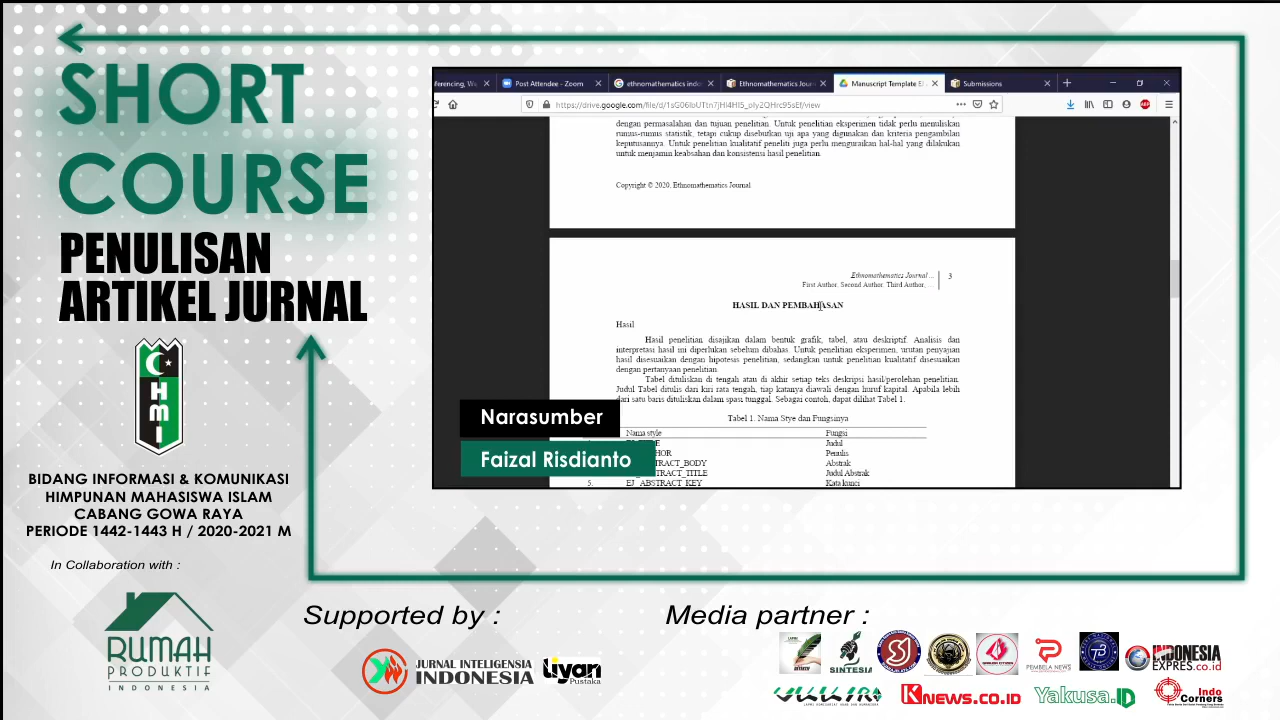 SHORT
COURSE
PENULISAN
ARTIKEL JURNAL
HMI
BIDANG INFORMASI & KOMUNIKASI
HIMPUNAN MAHASISWA ISLAM
CABANG GOWA RAYA
PERIODE 1442-1443 H / 2020-2021 M
In Collaboration with :
RUMAH
PRODUKTIF
INDONESIA
Post Attendee - Zoom
ethnomathematics indo
Ethnomathematics Journ
Manuscript Template EJ
Submissions
https://drive.google.com/file/d/
/view
dengan permasalahan dan tujuan penelitian. Untuk penelitian eksperimen tidak perlu menuliskan
rumus-rumus statistik, tetapi cukup disebutkan uji apa yang digunakan dan kriteria pengambilan
keputusannya. Untuk penelitian kualitatif peneliti juga perlu menguraikan hal-hal yang dilakukan
untuk menjamin keabsahan dan konsistensi hasil penelitian.
Copyright © 2020, Ethnomathematics Journal
Ethnomathematics Journal ... 3
First Author, Second Author, Third Author, ...
HASIL DAN PEMBAHASAN
Hasil
Hasil penelitian disajikan dalam bentuk grafik, tabel, atau deskriptif. Analisis dan
interpretasi hasil ini diperlukan sebelum dibahas. Untuk penelitian eksperimen, urutan penyajian
hasil disesuaikan dengan hipotesis penelitian, sedangkan untuk penelitian kualitatif disesuaikan
dengan pertanyaan penelitian.
Tabel dituliskan di tengah atau di akhir setiap teks deskripsi hasil/perolehan penelitian.
Judul Tabel ditulis dari kiri rata tengah, tiap katanya diawali dengan huruf kapital. Apabila lebih
dari satu baris dituliskan dalam spasi tunggal. Sebagai contoh, dapat dilihat Tabel 1.
Tabel 1. Nama Stye dan Fungsinya
Nama style Fungsi
Judul
Penulis
Abstrak
Judul Abstrak
5. EJ_ABSTRACT_KEY Kata kunci
Narasumber
Faizal Risdianto
Supported by :
JURNAL INTELIGENSIA
INDONESIA
Liyan
Pustaka
Media partner :
SINTESIA
PEMBELA NEWS
INDONESIA
EXPRES.co.id
KNEWS.CO.ID
Yakusa.ID
Indo
Corners